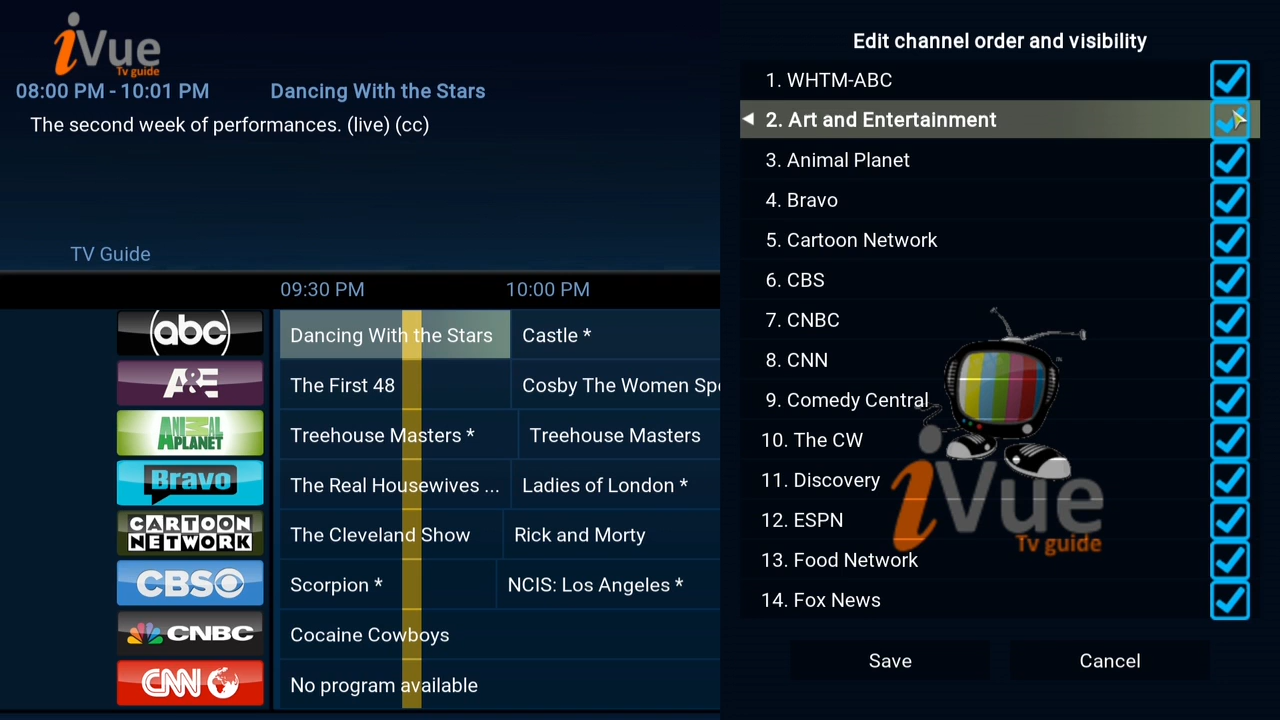 iVue
Tv guide
08:00 PM - 10:01 PM
Dancing With the Stars
The second week of performances. (live) (cc)
TV Guide
09:30 PM
10:00 PM
abc
Dancing With the Stars
Castle *
A&E
The First 48
Cosby The Women Spe
ANIMAL PLANET
Treehouse Masters *
Treehouse Masters
Bravo
The Real Housewives ...
Ladies of London *
CARTOON NETWORK
The Cleveland Show
Rick and Morty
CBS
Scorpion *
NCIS: Los Angeles *
CNBC
Cocaine Cowboys
CNN
No program available
Edit channel order and visibility
1. WHTM-ABC
2. Art and Entertainment
3. Animal Planet
4. Bravo
5. Cartoon Network
6. CBS
7. CNBC
8. CNN
9. Comedy Central
10. The CW
11. Discovery
12. ESPN
13. Food Network
14. Fox News
iVue
Tv guide
Save
Cancel